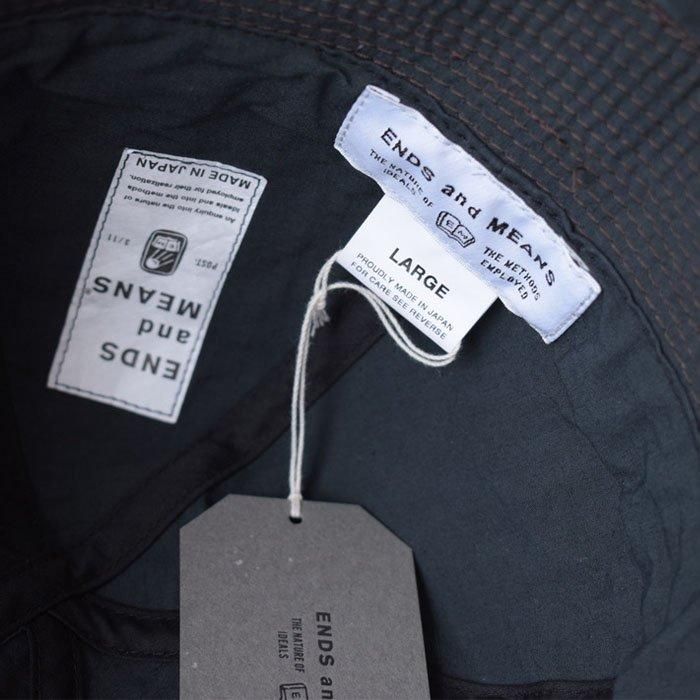 ENDS and MEANS
THE NATURE OF
IDEALS
E M
THE METHODS
EMPLOYED
LARGE
PROUDLY MADE IN JAPAN
FOR CARE SEE REVERSE
ENDS
and
MEANS®
POST. 3/11
An enquiry into the nature of
ideals and into the methods
employed for their realization.
MADE IN JAPAN
ENDS and
THE NATURE OF
IDEALS